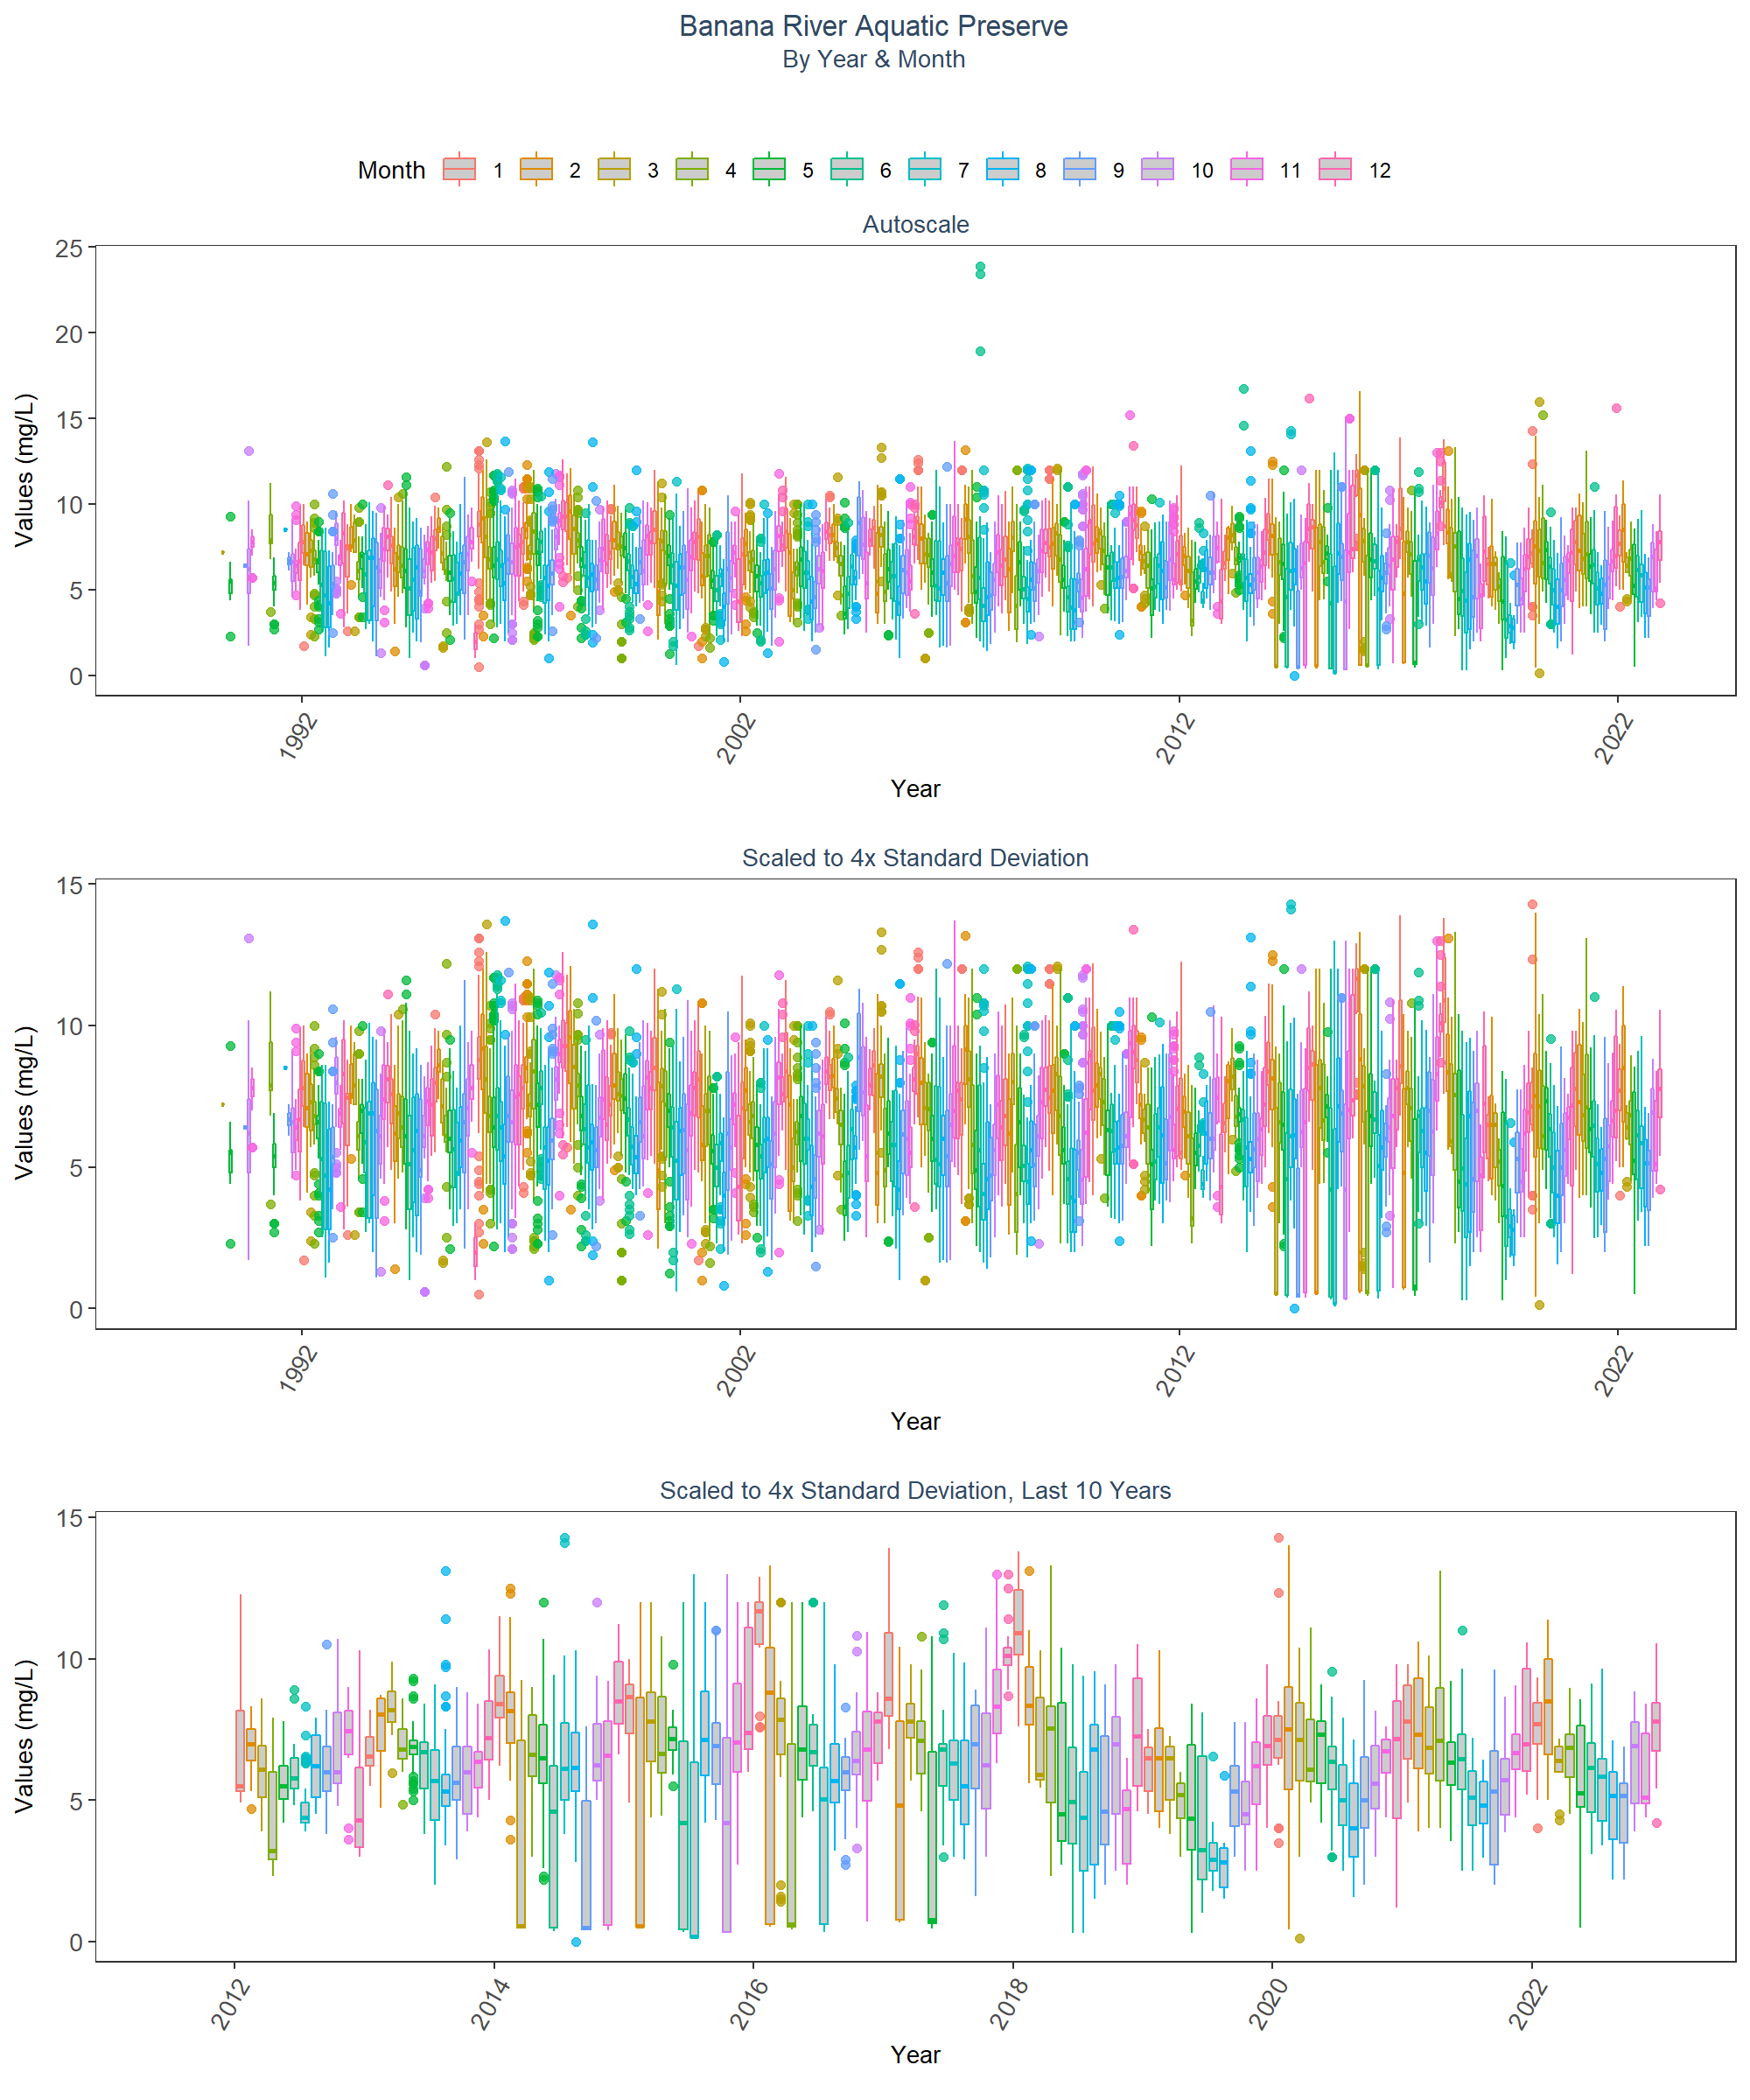 Banana River Aquatic Preserve
By Year & Month
Month 1 2 3 4 5 6 7 8 9 10 11 12
Autoscale
25
20
15
10
5
0
Values (mg/L)
1992 2002 2012 2022
Year
Scaled to 4x Standard Deviation
15
10
5
0
Values (mg/L)
1992 2002 2012 2022
Year
Scaled to 4x Standard Deviation, Last 10 Years
15
10
5
0
Values (mg/L)
2012 2014 2016 2018 2020 2022
Year